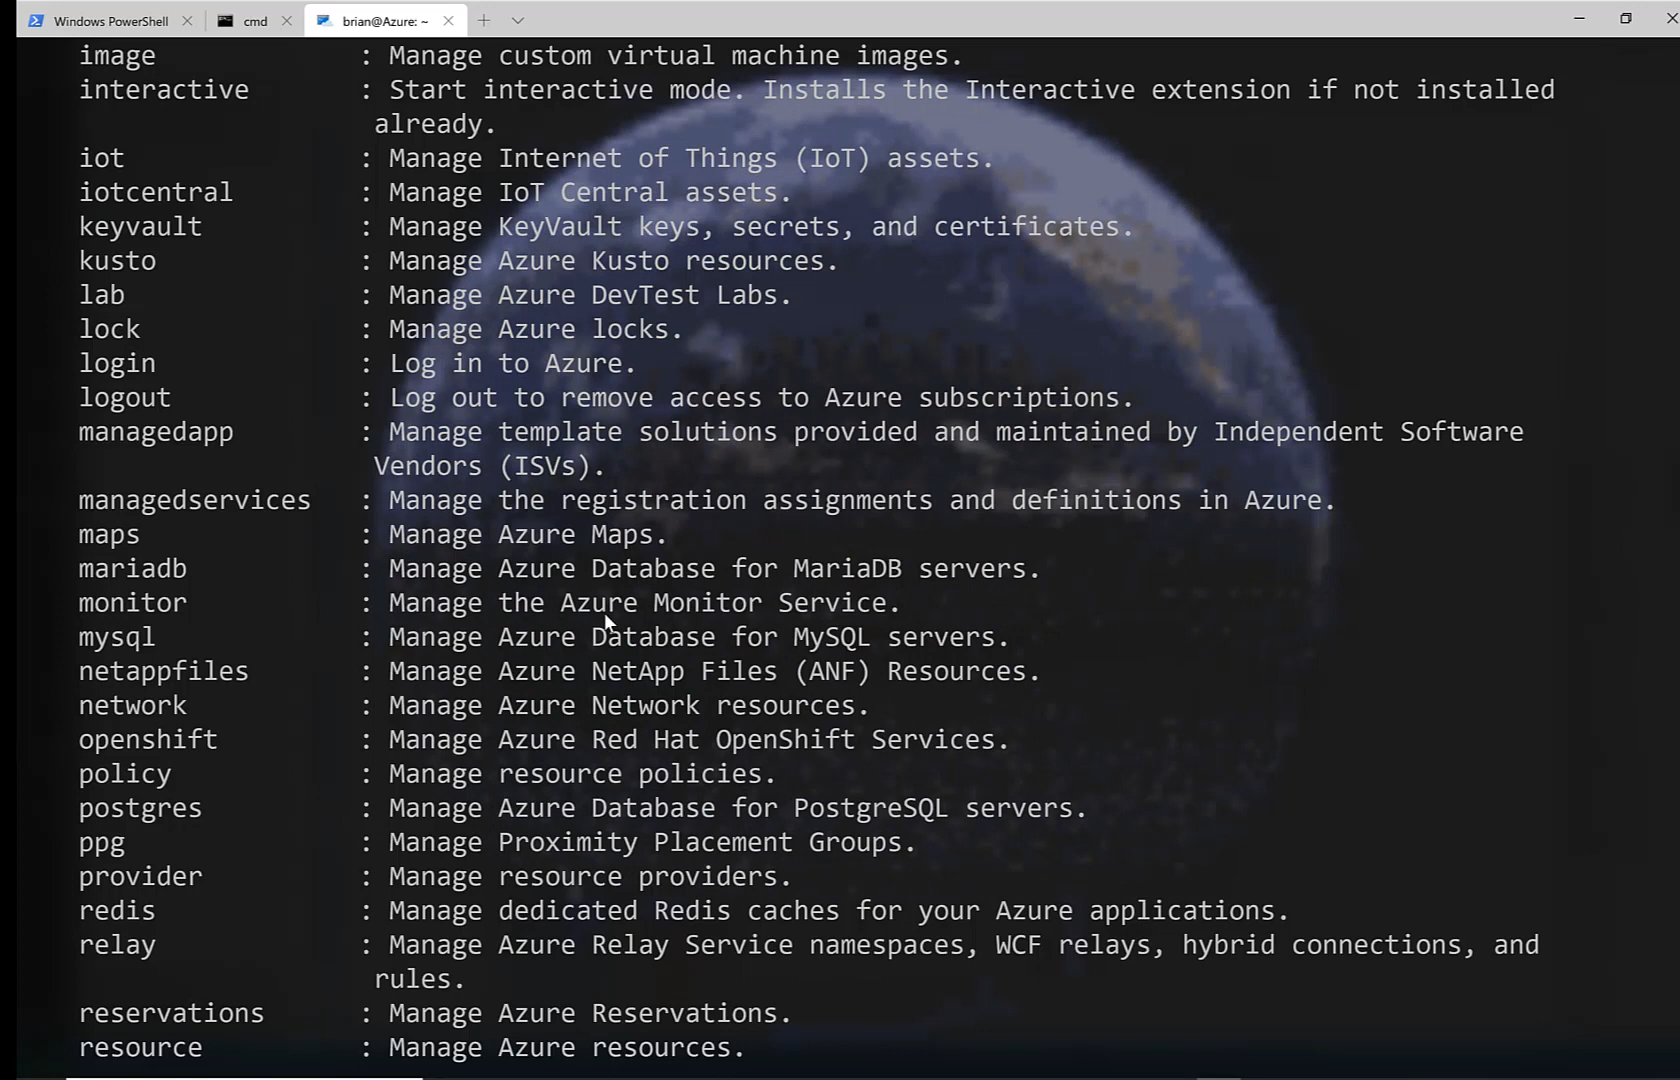 Windows PowerShell
cmd
brian@Azure: ~
image : Manage custom virtual machine images.
interactive : Start interactive mode. Installs the Interactive extension if not installed
already.
iot : Manage Internet of Things (IoT) assets.
iotcentral : Manage IoT Central assets.
keyvault : Manage KeyVault keys, secrets, and certificates.
kusto : Manage Azure Kusto resources.
lab : Manage Azure DevTest Labs.
lock : Manage Azure locks.
login : Log in to Azure.
logout : Log out to remove access to Azure subscriptions.
managedapp : Manage template solutions provided and maintained by Independent Software
Vendors (ISVs).
managedservices : Manage the registration assignments and definitions in Azure.
maps : Manage Azure Maps.
mariadb : Manage Azure Database for MariaDB servers.
monitor : Manage the Azure Monitor Service.
mysql : Manage Azure Database for MySQL servers.
netappfiles : Manage Azure NetApp Files (ANF) Resources.
network : Manage Azure Network resources.
openshift : Manage Azure Red Hat OpenShift Services.
policy : Manage resource policies.
postgres : Manage Azure Database for PostgreSQL servers.
ppg : Manage Proximity Placement Groups.
provider : Manage resource providers.
redis : Manage dedicated Redis caches for your Azure applications.
relay : Manage Azure Relay Service namespaces, WCF relays, hybrid connections, and
rules.
reservations : Manage Azure Reservations.
resource : Manage Azure resources.